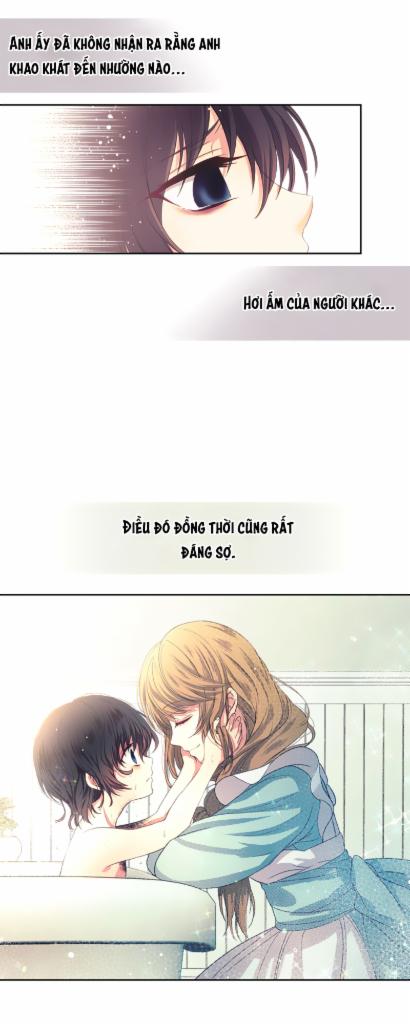 ANH ẤY ĐÃ KHÔNG NHẬN RA RẰNG ANH
KHAO KHÁT ĐẾN NHƯỜNG NÀO...
HƠI ẤM CỦA NGƯỜI KHÁC...
ĐIỀU ĐÓ ĐỒNG THỜI CŨNG RẤT
ĐÁNG SỢ.